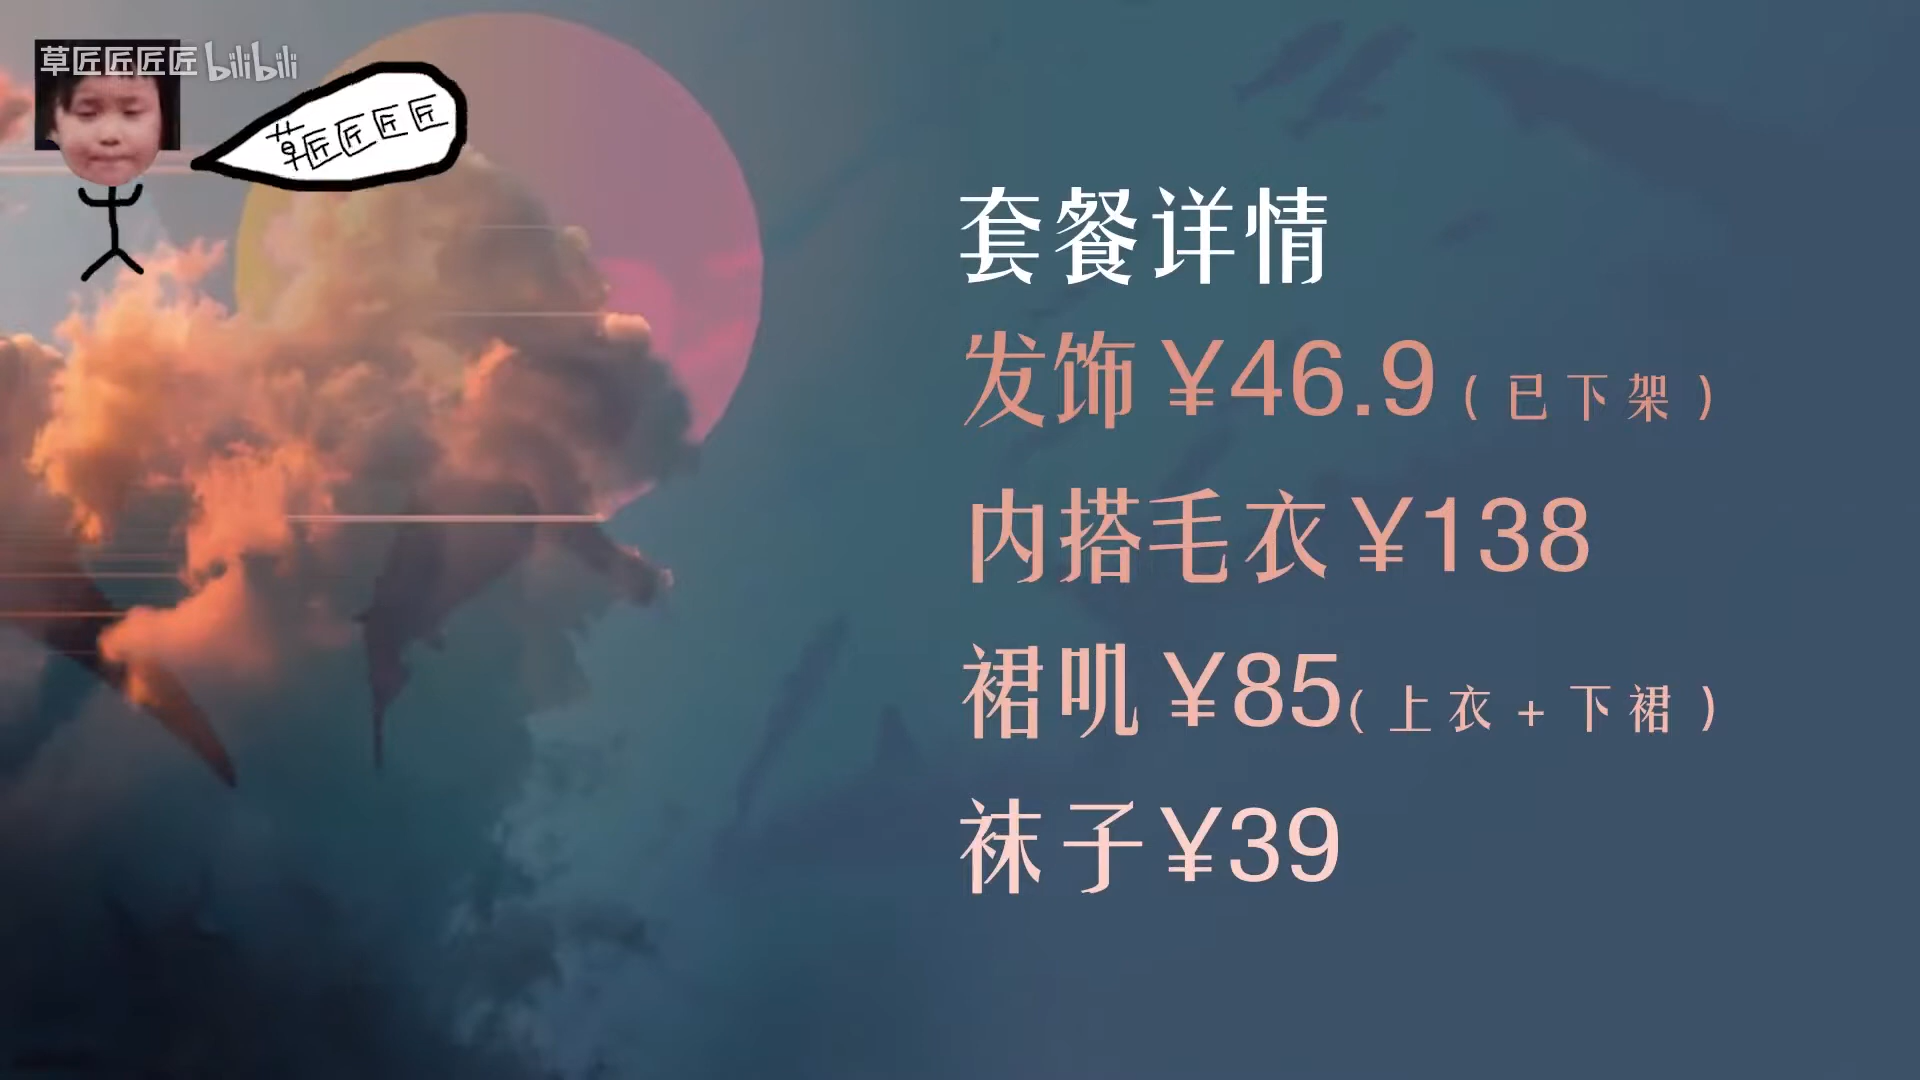 草匠匠匠匠 bilibili
草匠匠匠匠
套餐详情
发饰¥46.9（已下架）
内搭毛衣¥138
裙叽¥85(上衣+下裙)
袜子¥39